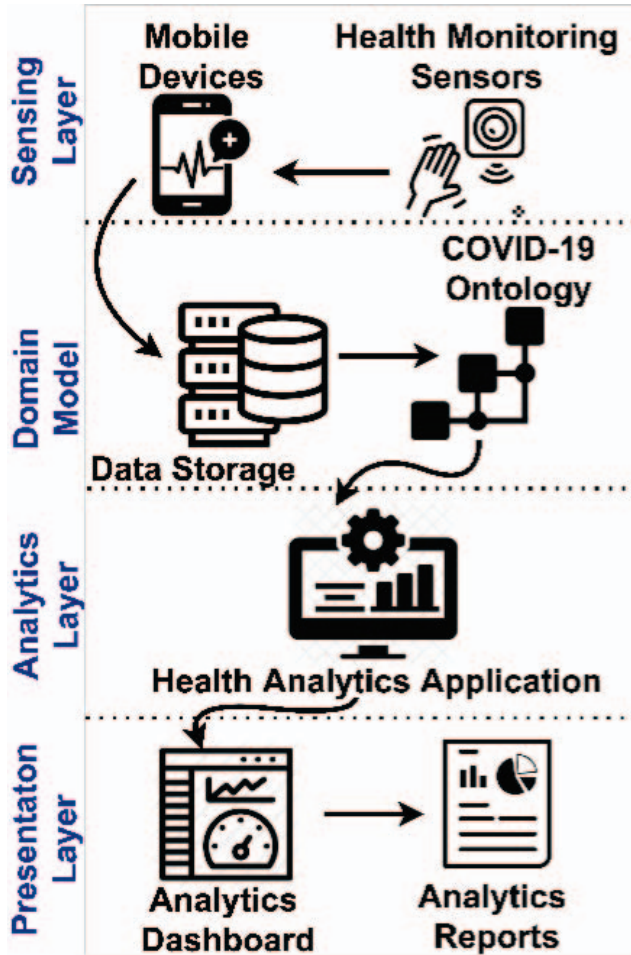 Sensing
Layer
Mobile
Devices
Health Monitoring
Sensors
Domain
Model
COVID-19
Ontology
Data Storage
Analytics
Layer
Health Analytics Application
Presentaton
Layer
Analytics
Dashboard
Analytics
Reports